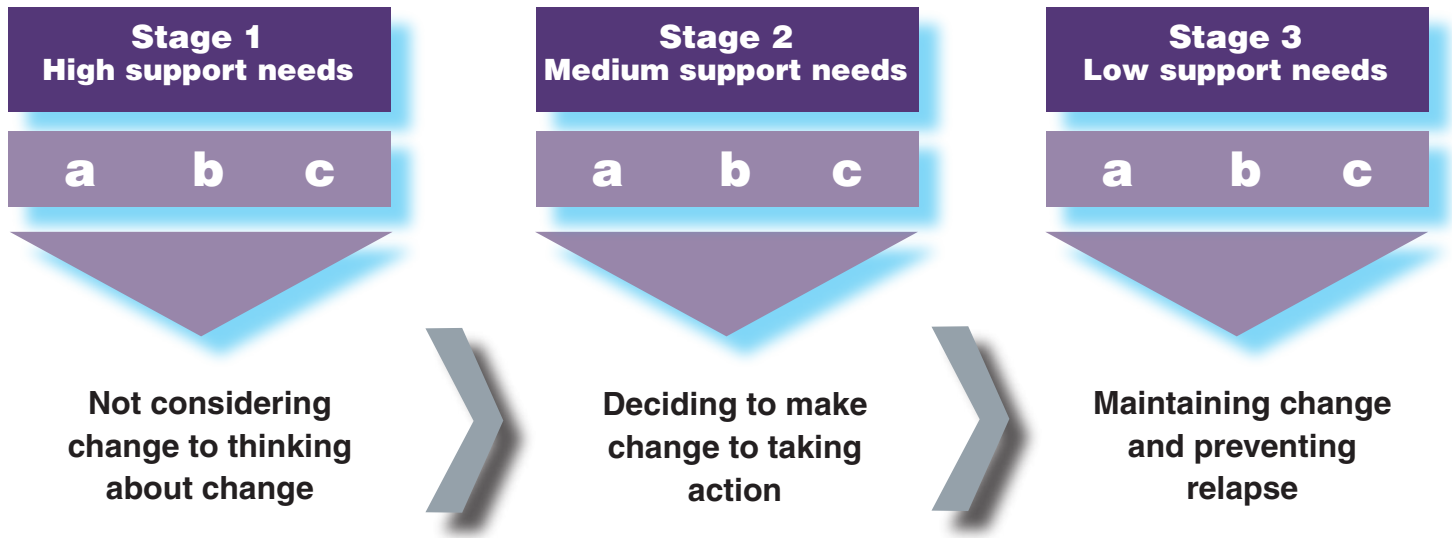 Stage 1
High support needs
a b c
Not considering
change to thinking
about change
Stage 2
Medium support needs
a b c
Deciding to make
change to taking
action
Stage 3
Low support needs
a b c
Maintaining change
and preventing
relapse